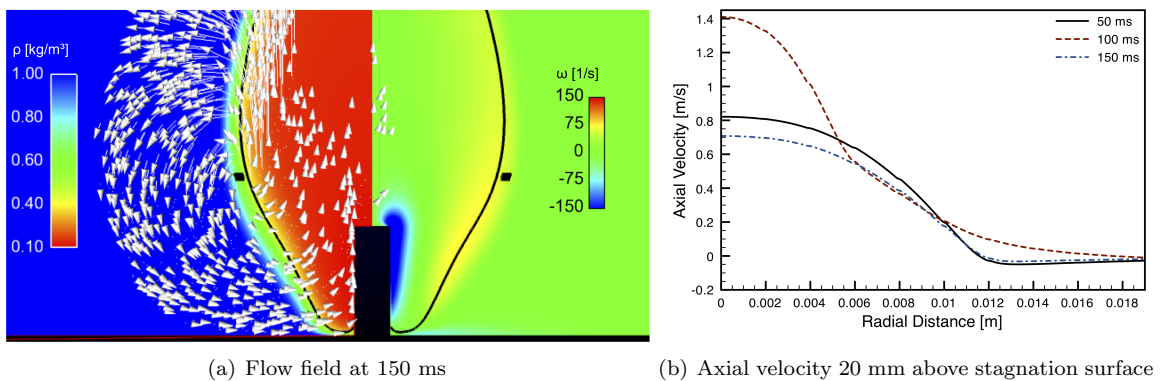 ρ [kg/m³]
1.00
0.80
0.60
0.40
0.10
ω [1/s]
150
75
0
-75
-150
(a) Flow field at 150 ms
Axial Velocity [m/s]
1.4
1.2
1
0.8
0.6
0.4
0.2
0
-0.2
50 ms
100 ms
150 ms
0 0.002 0.004 0.006 0.008 0.01 0.012 0.014 0.016 0.018
Radial Distance [m]
(b) Axial velocity 20 mm above stagnation surface